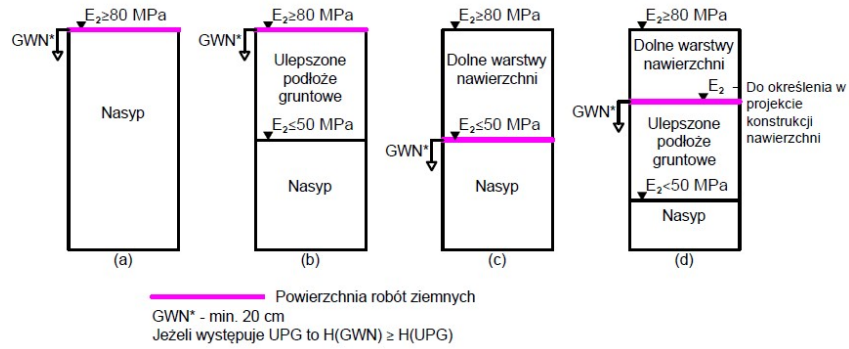 E₂≥80 MPa
GWN*
Nasyp
(a)
E₂≥80 MPa
GWN*
Ulepszone
podłoże
gruntowe
E₂≤50 MPa
Nasyp
(b)
E₂≥80 MPa
Dolne warstwy
nawierzchni
E₂≤50 MPa
GWN*
Nasyp
(c)
E₂≥80 MPa
Dolne warstwy
nawierzchni
E₂ – Do określenia w
projekcie
konstrukcji
nawierzchni
GWN*
Ulepszone
podłoże
gruntowe
E₂<50 MPa
Nasyp
(d)
Powierzchnia robót ziemnych
GWN* - min. 20 cm
Jeżeli występuje UPG to H(GWN) ≥ H(UPG)